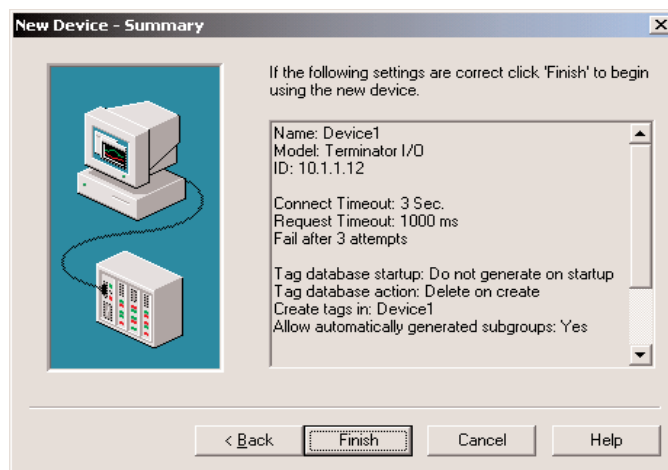 New Device - Summary
If the following settings are correct click 'Finish' to begin
using the new device.
Name: Device1
Model: Terminator I/O
ID: 10.1.1.12
Connect Timeout: 3 Sec.
Request Timeout: 1000 ms
Fail after 3 attempts
Tag database startup: Do not generate on startup
Tag database action: Delete on create
Create tags in: Device1
Allow automatically generated subgroups: Yes
< Back
Finish
Cancel
Help